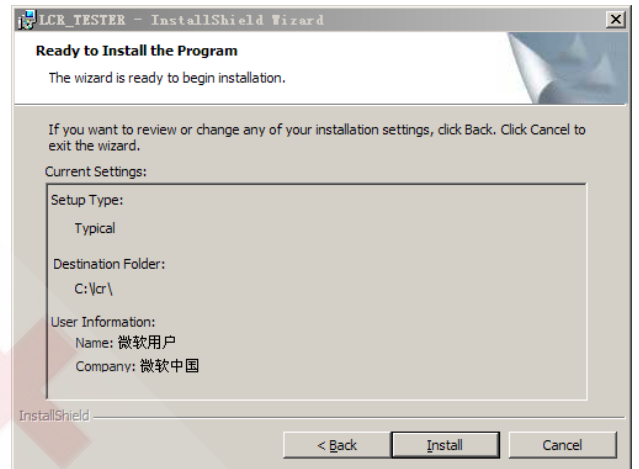 LCR_TESTER - InstallShield Wizard
Ready to Install the Program
The wizard is ready to begin installation.
If you want to review or change any of your installation settings, click Back. Click Cancel to
exit the wizard.
Current Settings:
Setup Type:
Typical
Destination Folder:
C:\lcr\
User Information:
Name: 微软用户
Company: 微软中国
InstallShield
< Back
Install
Cancel